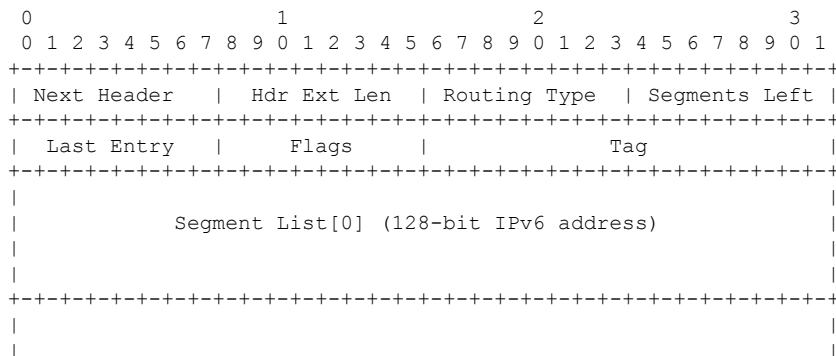 0                   1                   2                   3
 0 1 2 3 4 5 6 7 8 9 0 1 2 3 4 5 6 7 8 9 0 1 2 3 4 5 6 7 8 9 0 1
+-+-+-+-+-+-+-+-+-+-+-+-+-+-+-+-+-+-+-+-+-+-+-+-+-+-+-+-+-+-+-+-+
| Next Header   |  Hdr Ext Len  | Routing Type  | Segments Left |
+-+-+-+-+-+-+-+-+-+-+-+-+-+-+-+-+-+-+-+-+-+-+-+-+-+-+-+-+-+-+-+-+
|  Last Entry   |     Flags     |              Tag              |
+-+-+-+-+-+-+-+-+-+-+-+-+-+-+-+-+-+-+-+-+-+-+-+-+-+-+-+-+-+-+-+-+
|                                                               |
|            Segment List[0] (128-bit IPv6 address)             |
|                                                               |
|                                                               |
+-+-+-+-+-+-+-+-+-+-+-+-+-+-+-+-+-+-+-+-+-+-+-+-+-+-+-+-+-+-+-+-+
|                                                               |
|                                                               |